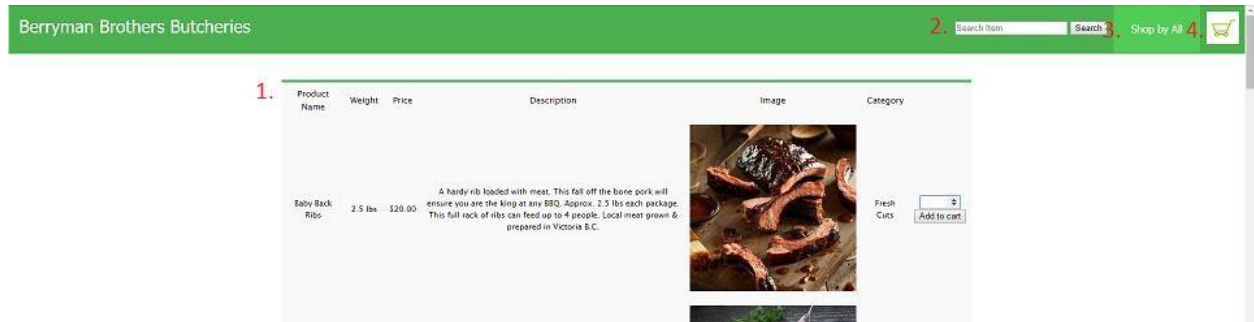 Berryman Brothers Butcheries
2.
Search Item
Search
3.
Shop by All
4.
1.
Product
Name
Weight
Price
Description
Image
Category
Baby Back
Ribs
2.5 lbs
$20.00
A hardy rib loaded with meat. This fall off the bone pork will
ensure you are the king at any BBQ. Approx. 2.5 lbs each package.
This full rack of ribs can feed up to 4 people. Local meat grown &
prepared in Victoria B.C.
Fresh
Cuts
Add to cart